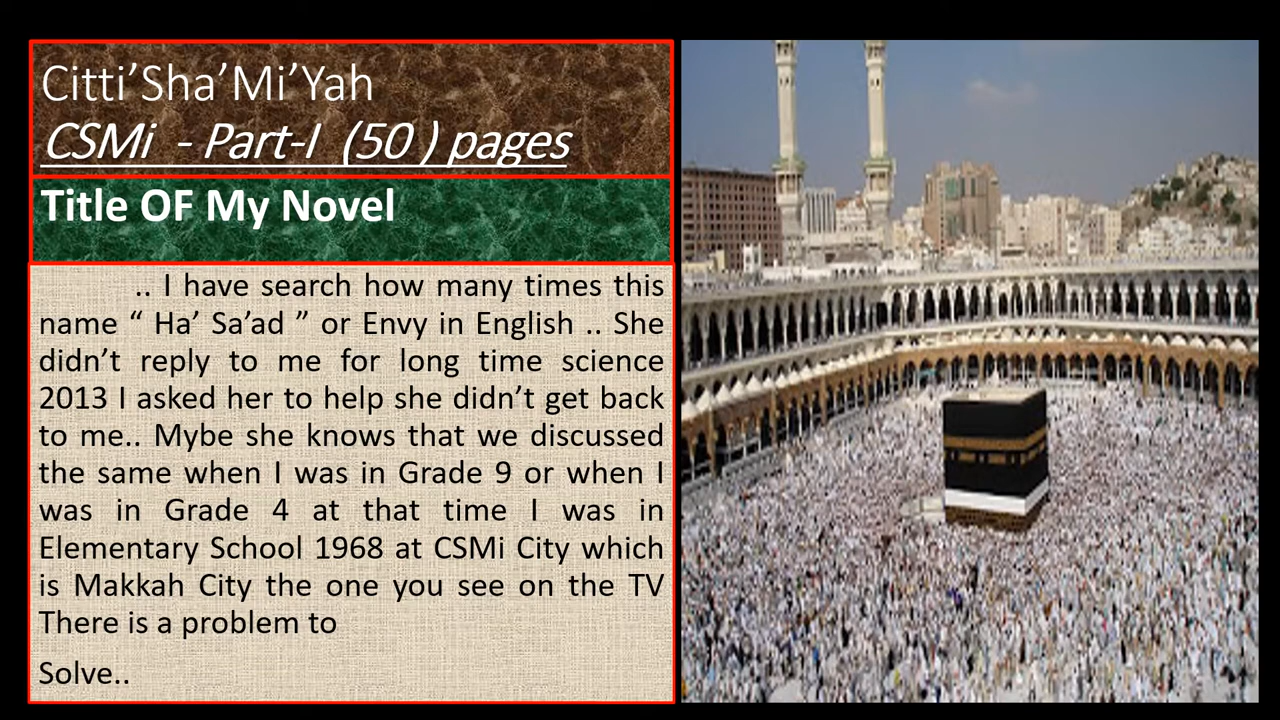 Citti’Sha’Mi’Yah
CSMi - Part-I (50 ) pages
Title OF My Novel
.. I have search how many times this
name “ Ha’ Sa’ad ” or Envy in English .. She
didn’t reply to me for long time science
2013 I asked her to help she didn’t get back
to me.. Mybe she knows that we discussed
the same when I was in Grade 9 or when I
was in Grade 4 at that time I was in
Elementary School 1968 at CSMi City which
is Makkah City the one you see on the TV
There is a problem to
Solve..